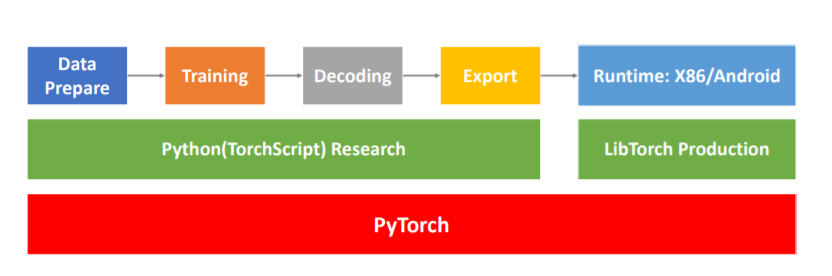 Data
Prepare
Training
Decoding
Export
Runtime: X86/Android
Python(TorchScript) Research
LibTorch Production
PyTorch